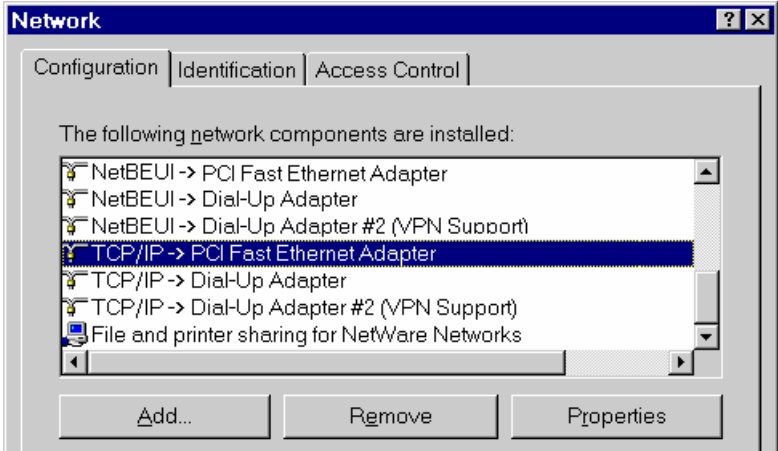 Network
Configuration Identification Access Control
The following network components are installed:
NetBEUI -> PCI Fast Ethernet Adapter
NetBEUI -> Dial-Up Adapter
NetBEUI -> Dial-Up Adapter #2 (VPN Support)
TCP/IP -> PCI Fast Ethernet Adapter
TCP/IP -> Dial-Up Adapter
TCP/IP -> Dial-Up Adapter #2 (VPN Support)
File and printer sharing for NetWare Networks
Add... Remove Properties